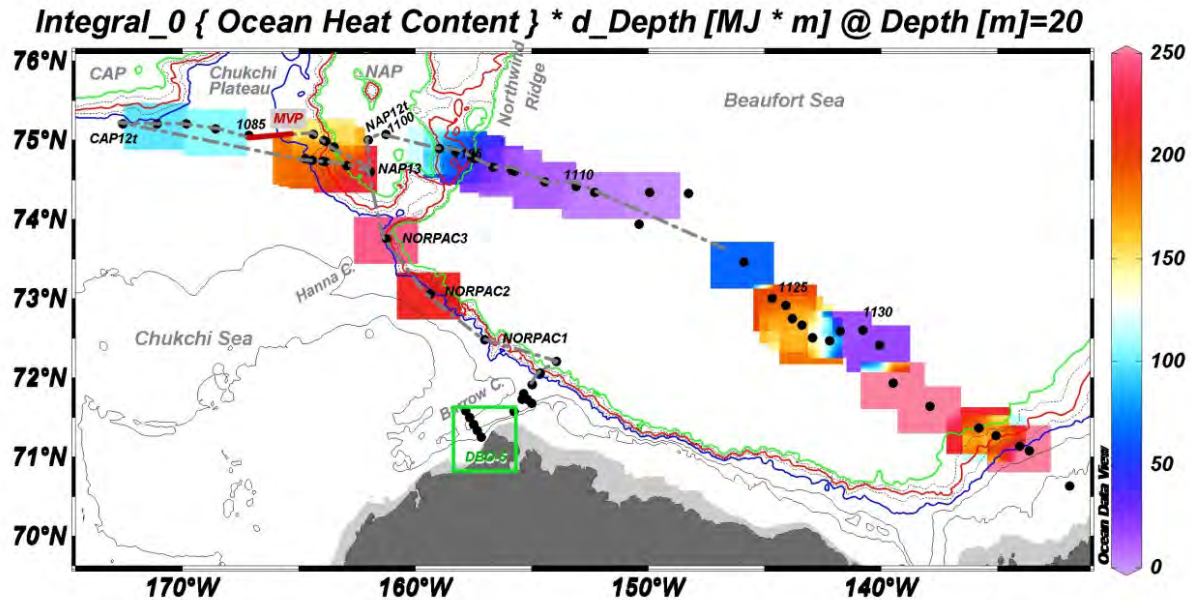 Integral_0 { Ocean Heat Content } * d_Depth [MJ * m] @ Depth [m]=20
76°N
75°N
74°N
73°N
72°N
71°N
70°N
CAP
Chukchi
Plateau
NAP
Northwind
Ridge
Beaufort Sea
CAP12t
1085
MVP
NAP12t
1100
NAP13
1110
NORPAC3
NORPAC2
NORPAC1
Hanna C.
Chukchi Sea
Barrow C.
DBO-5
1125
1130
170°W
160°W
150°W
140°W
250
200
150
100
50
0
Ocean Data View